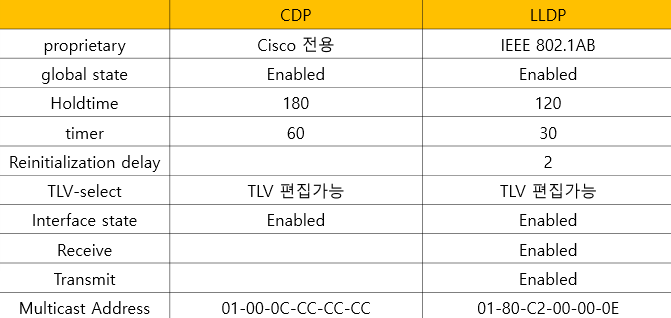 CDP LLDP
proprietary Cisco 전용 IEEE 802.1AB
global state Enabled Enabled
Holdtime 180 120
timer 60 30
Reinitialization delay 2
TLV-select TLV 편집가능 TLV 편집가능
Interface state Enabled Enabled
Receive Enabled
Transmit Enabled
Multicast Address 01-00-0C-CC-CC-CC 01-80-C2-00-00-0E